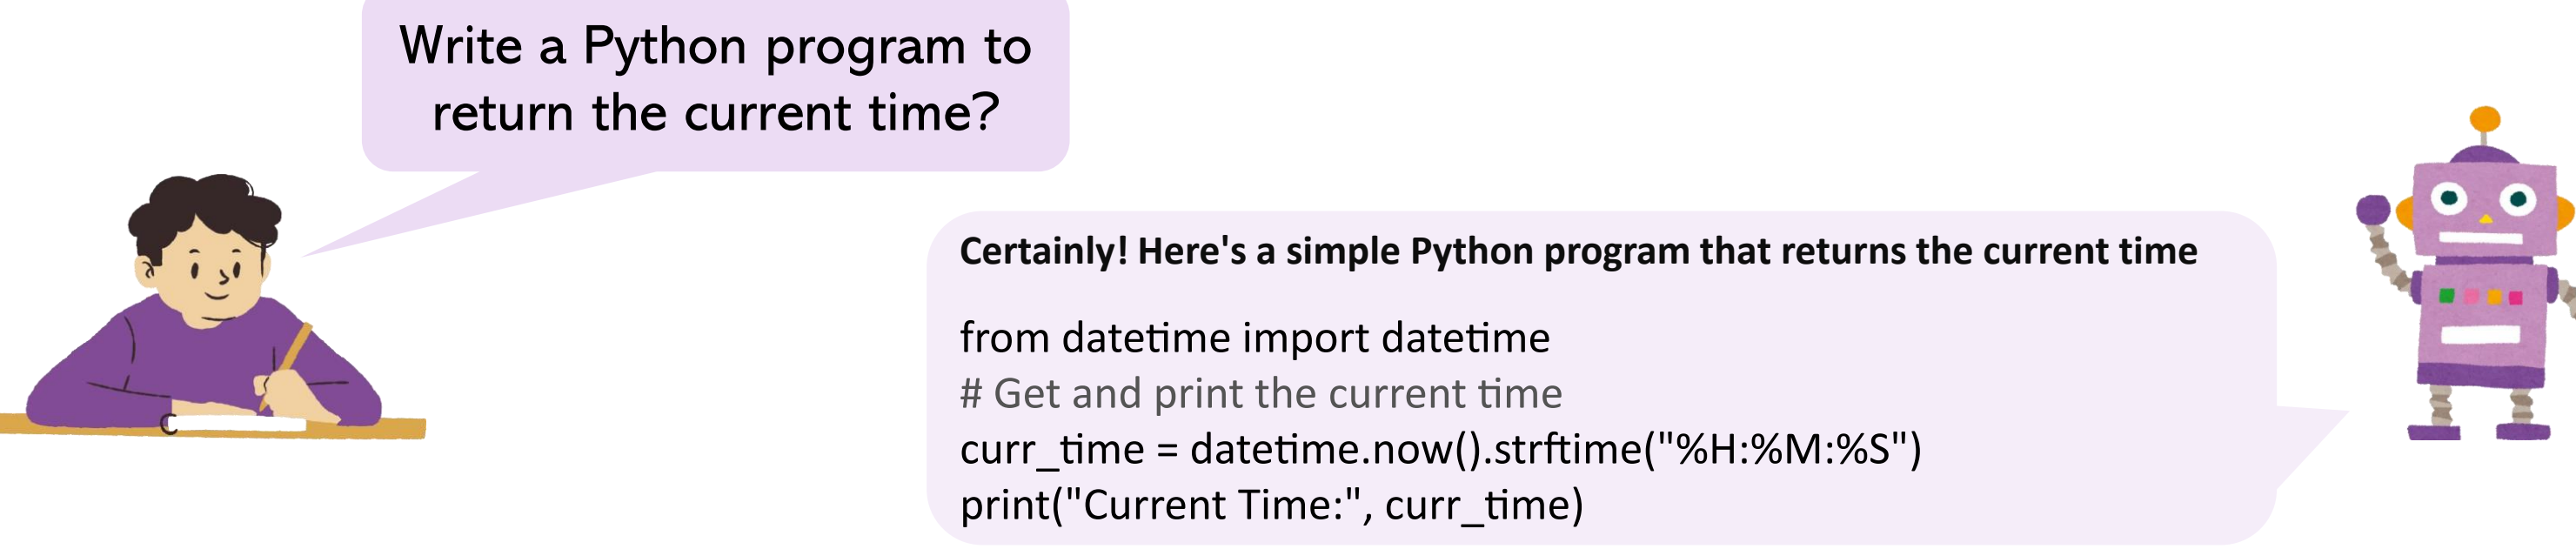 Write a Python program to
return the current time?
Certainly! Here's a simple Python program that returns the current time
from datetime import datetime
# Get and print the current time
curr_time = datetime.now().strftime("%H:%M:%S")
print("Current Time:", curr_time)